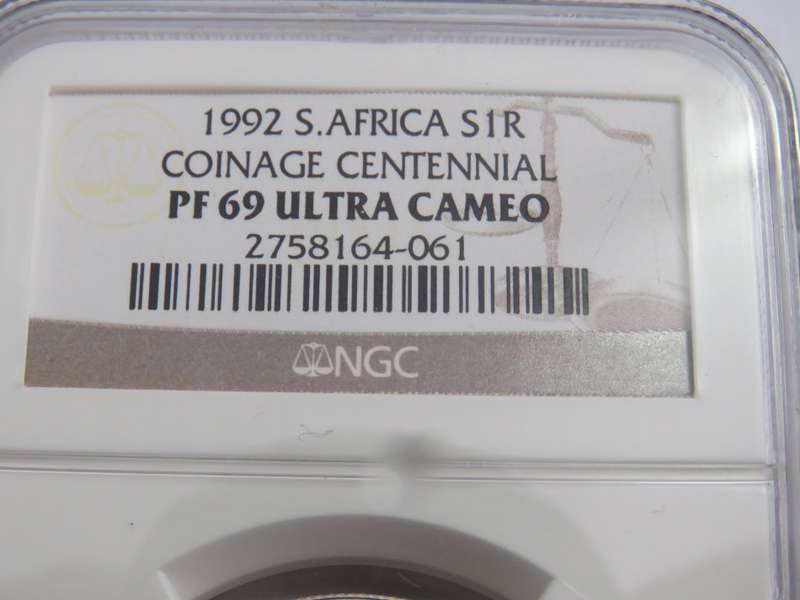 1992 S.AFRICA S1R
COINAGE CENTENNIAL
PF 69 ULTRA CAMEO
2758164-061
NGC